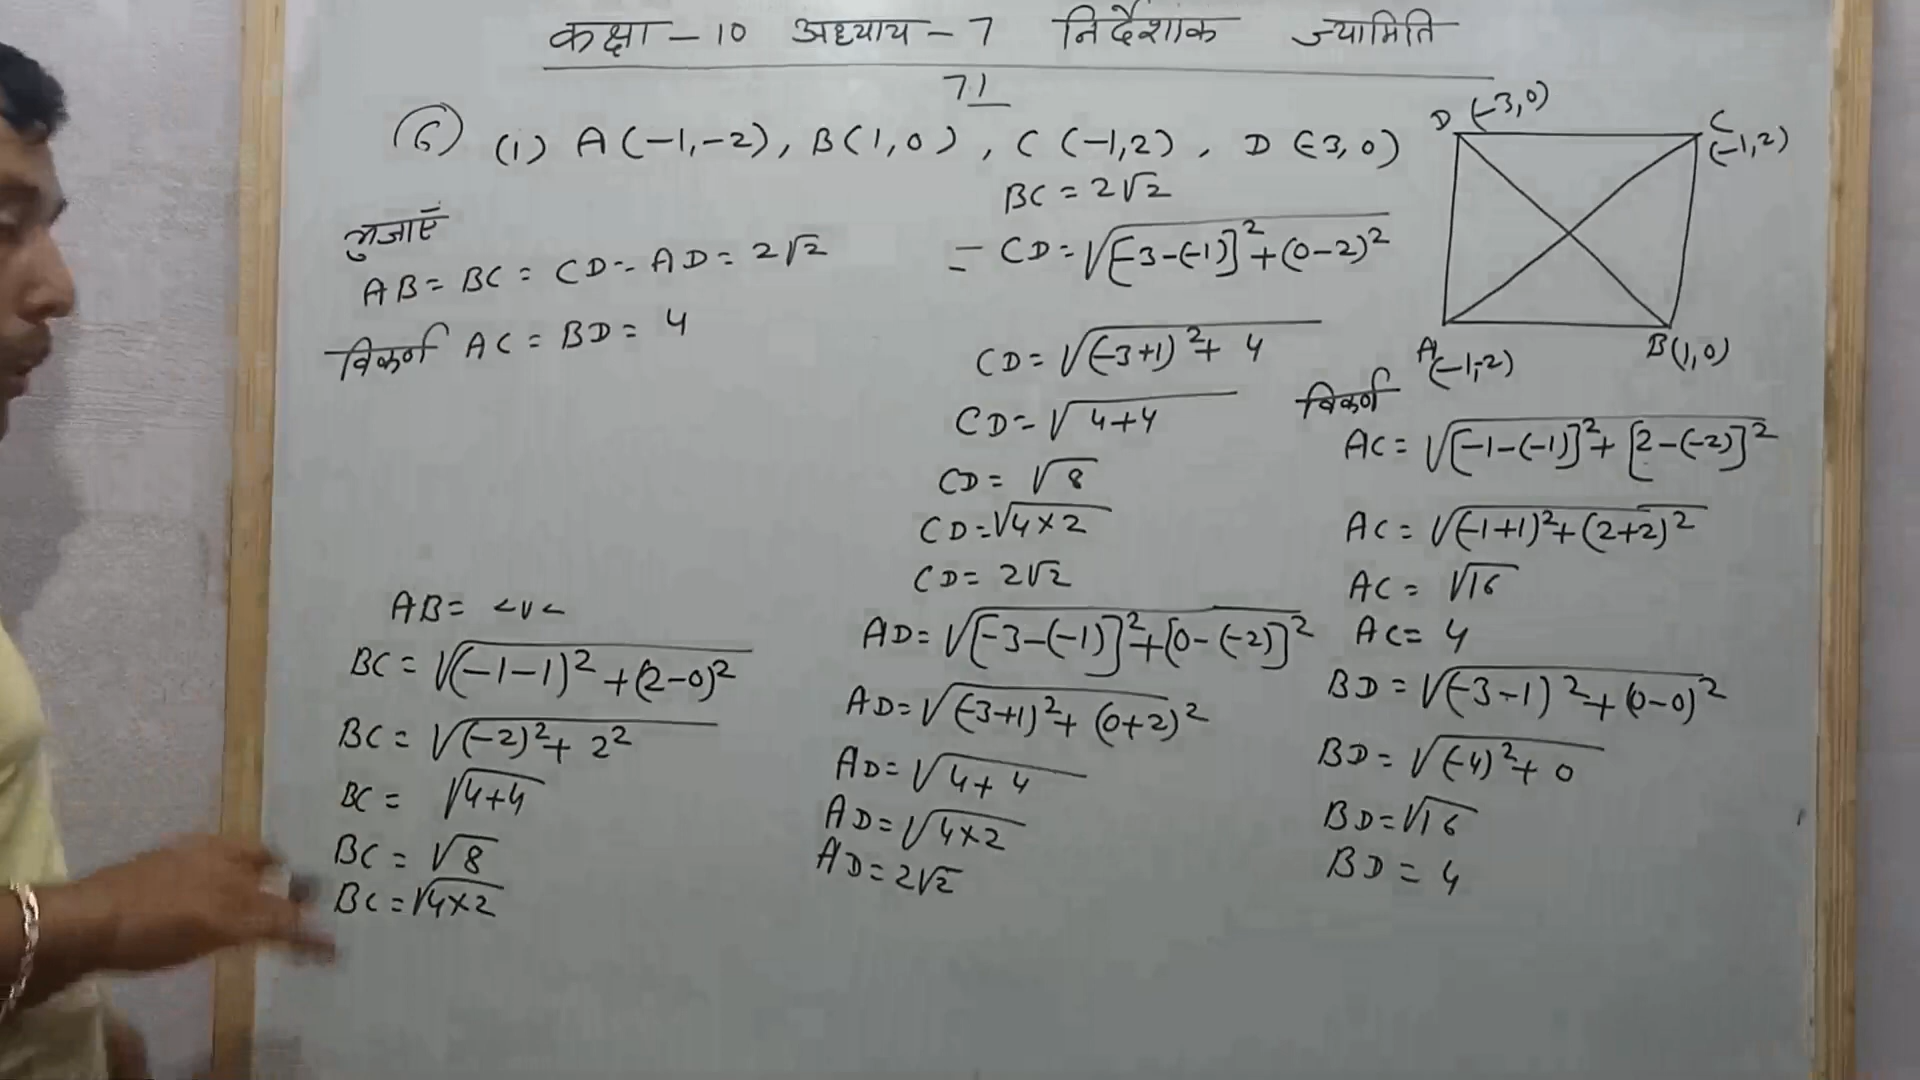 कक्षा - 10 अध्याय - 7 निर्देशांक ज्यामिति
7.1
(6) (i) A (-1,-2), B(1,0), C (-1,2), D (-3,0)
भुजाएँ
AB = BC = CD = AD = 2√2
विकर्ण AC = BD = 4
AB =
BC = √(-1-1)² + (2-0)²
BC = √(-2)² + 2²
BC = √4+4
BC = √8
BC = √4×2
BC = 2√2
= CD = √[-3-(-1)]² + (0-2)²
CD = √(-3+1)² + 4
CD = √4+4
CD = √8
CD = √4×2
CD = 2√2
AD = √[-3-(-1)]² + [0-(-2)]²
AD = √(-3+1)² + (0+2)²
AD = √4+4
AD = √4×2
AD = 2√2
D (-3,0)
C (-1,2)
A (-1,-2)
B (1,0)
विकर्ण
AC = √[-1-(-1)]² + [2-(-2)]²
AC = √(-1+1)² + (2+2)²
AC = √16
AC = 4
BD = √(-3-1)² + (0-0)²
BD = √(-4)² + 0
BD = √16
BD = 4